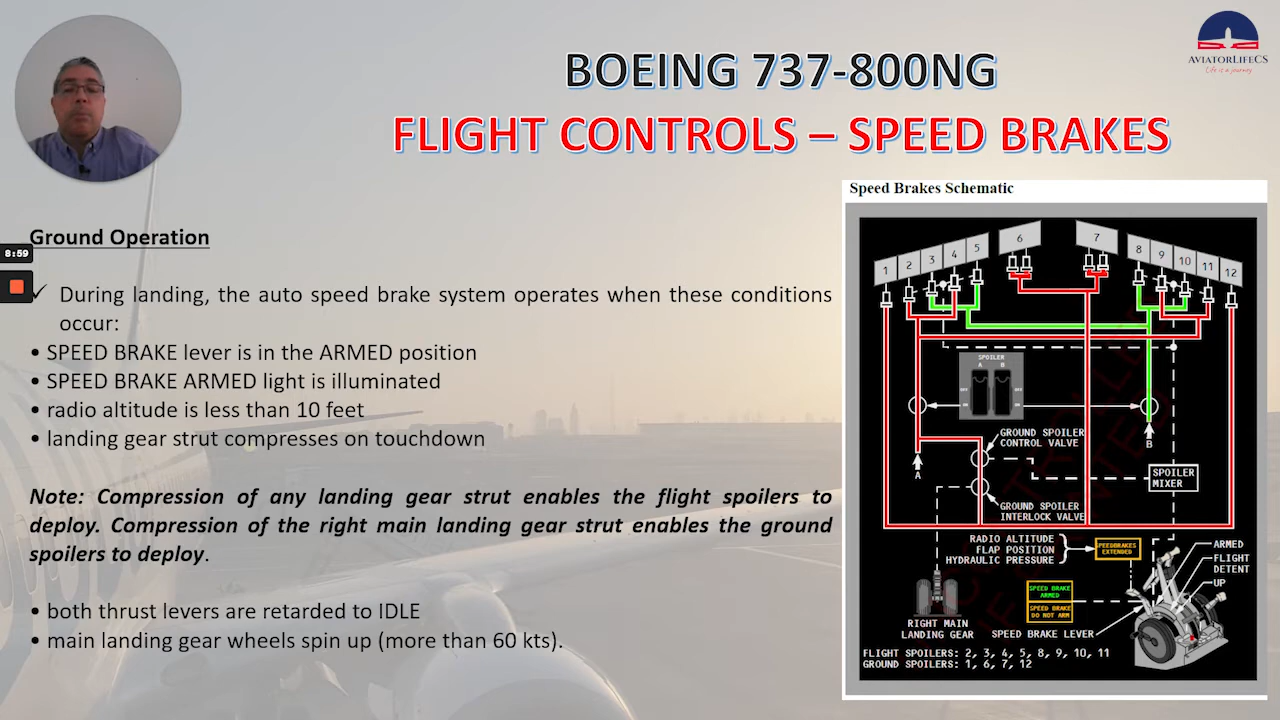 AVIATORLIFECS
Life is a journey
BOEING 737-800NG
FLIGHT CONTROLS – SPEED BRAKES
Speed Brakes Schematic
Ground Operation
8:59
✓ During landing, the auto speed brake system operates when these conditions
occur:
• SPEED BRAKE lever is in the ARMED position
• SPEED BRAKE ARMED light is illuminated
• radio altitude is less than 10 feet
• landing gear strut compresses on touchdown
Note: Compression of any landing gear strut enables the flight spoilers to
deploy. Compression of the right main landing gear strut enables the ground
spoilers to deploy.
• both thrust levers are retarded to IDLE
• main landing gear wheels spin up (more than 60 kts).
1 2 3 4 5 6 7 8 9 10 11 12
SPOILER
A B
OFF OFF
ON ON
A
B
GROUND SPOILER
CONTROL VALVE
SPOILER
MIXER
GROUND SPOILER
INTERLOCK VALVE
RADIO ALTITUDE
FLAP POSITION
HYDRAULIC PRESSURE
SPEEDBRAKES
EXTENDED
ARMED
FLIGHT
DETENT
UP
SPEED BRAKE
ARMED
SPEED BRAKE
DO NOT ARM
RIGHT MAIN
LANDING GEAR
SPEED BRAKE LEVER
FLIGHT SPOILERS: 2, 3, 4, 5, 8, 9, 10, 11
GROUND SPOILERS: 1, 6, 7, 12